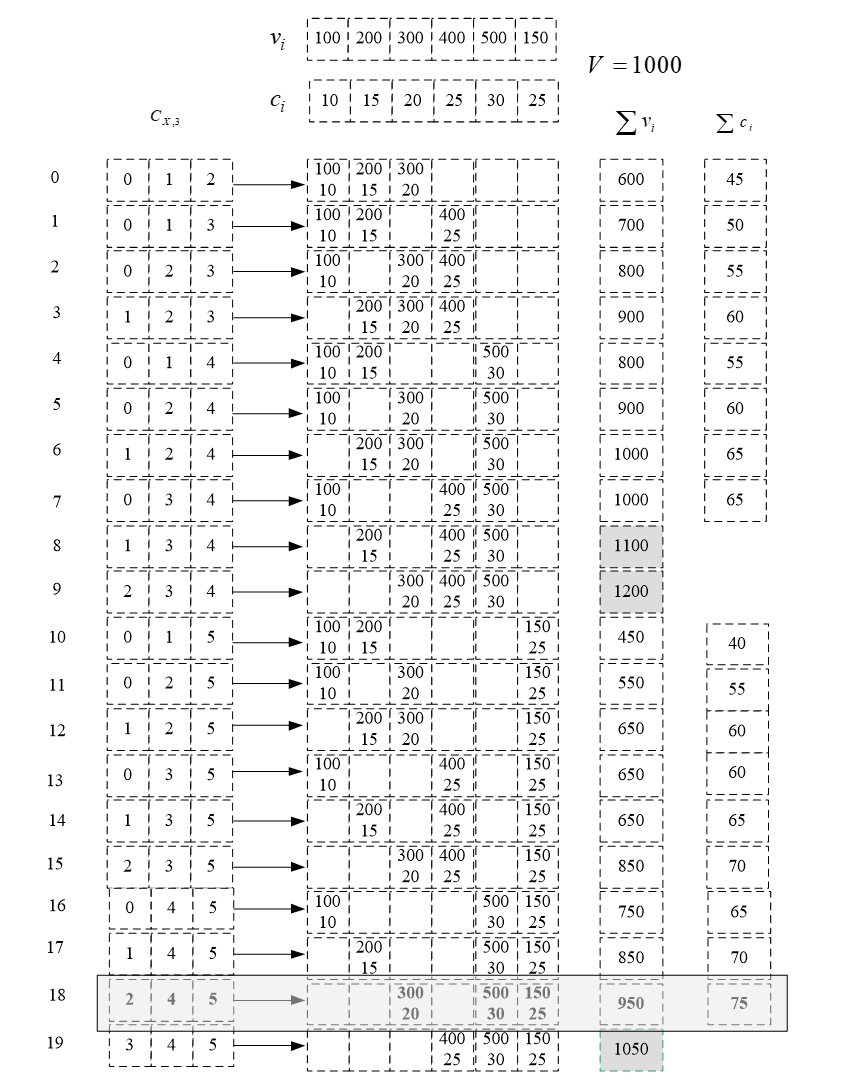 v_i 100 200 300 400 500 150
V = 1000
c_i 10 15 20 25 30 25
C_{X,3} ∑ v_i ∑ c_i
0 0 1 2 100 10 200 15 300 20 600 45
1 0 1 3 100 10 200 15 400 25 700 50
2 0 2 3 100 10 300 20 400 25 800 55
3 1 2 3 200 15 300 20 400 25 900 60
4 0 1 4 100 10 200 15 500 30 800 55
5 0 2 4 100 10 300 20 500 30 900 60
6 1 2 4 200 15 300 20 500 30 1000 65
7 0 3 4 100 10 400 25 500 30 1000 65
8 1 3 4 200 15 400 25 500 30 1100
9 2 3 4 300 20 400 25 500 30 1200
10 0 1 5 100 10 200 15 150 25 450 40
11 0 2 5 100 10 300 20 150 25 550 55
12 1 2 5 200 15 300 20 150 25 650 60
13 0 3 5 100 10 400 25 150 25 650 60
14 1 3 5 200 15 400 25 150 25 650 65
15 2 3 5 300 20 400 25 150 25 850 70
16 0 4 5 100 10 500 30 150 25 750 65
17 1 4 5 200 15 500 30 150 25 850 70
18 2 4 5 300 20 500 30 150 25 950 75
19 3 4 5 400 25 500 30 150 25 1050